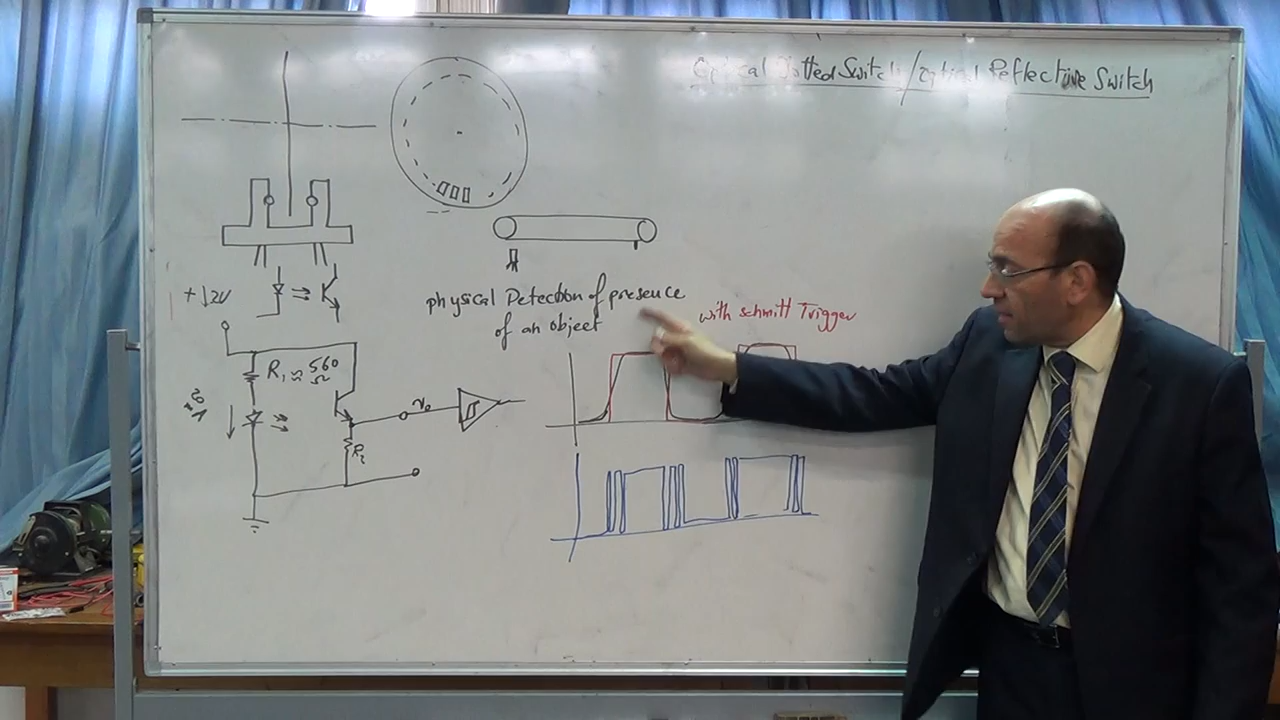 Optical Slotted Switch / Optical Reflective Switch
physical Detection of presence
of an object
with schmitt Trigger
+12V
R1 ≈ 560
Ω
vo
R2